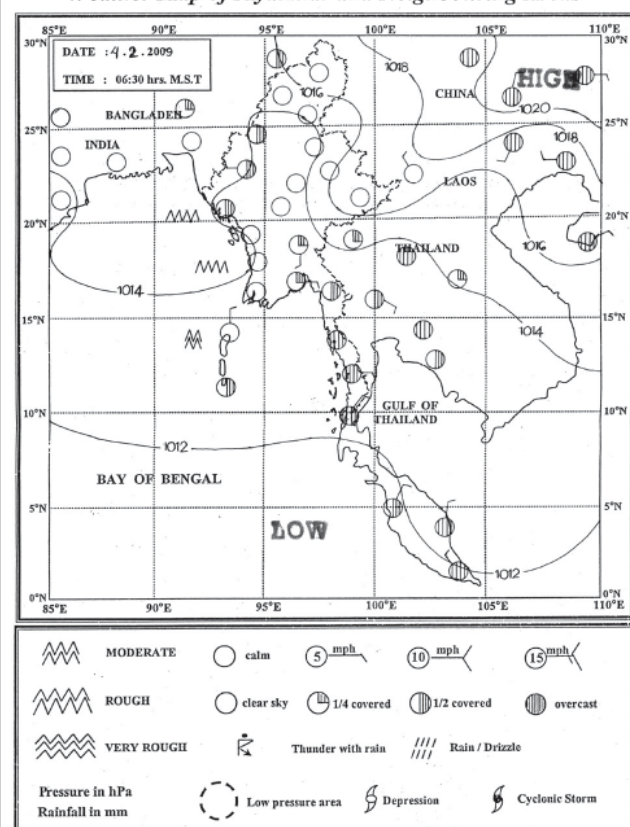 85°E 90°E 95°E 100°E 105°E 110°E
30°N 30°N
DATE : 4.2.2009
TIME : 06:30 hrs. M.S.T
1018
1016
HIGH
CHINA
1020
BANGLADEH
25°N 25°N
1018
INDIA
LAOS
20°N 20°N
THAILAND
1016
1014
15°N 15°N
1014
10°N 10°N
GULF OF
THAILAND
1012
BAY OF BENGAL
5°N 5°N
LOW
1012
0°N 0°N
85°E 90°E 95°E 100°E 105°E 110°E
MODERATE calm 5 mph 10 mph 15 mph
ROUGH clear sky 1/4 covered 1/2 covered overcast
VERY ROUGH Thunder with rain Rain / Drizzle
Pressure in hPa
Rainfall in mm
Low pressure area Depression Cyclonic Storm